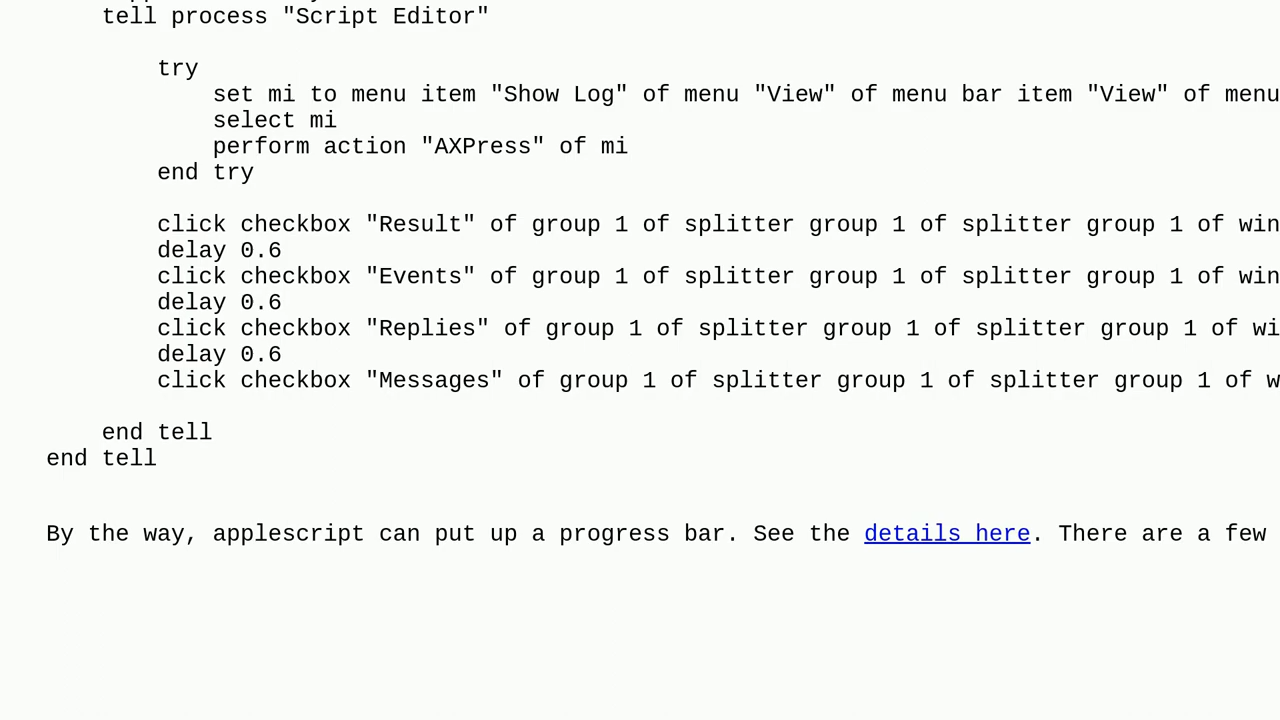 tell process "Script Editor"
try
set mi to menu item "Show Log" of menu "View" of menu bar item "View" of menu
select mi
perform action "AXPress" of mi
end try
click checkbox "Result" of group 1 of splitter group 1 of splitter group 1 of win
delay 0.6
click checkbox "Events" of group 1 of splitter group 1 of splitter group 1 of win
delay 0.6
click checkbox "Replies" of group 1 of splitter group 1 of splitter group 1 of wi
delay 0.6
click checkbox "Messages" of group 1 of splitter group 1 of splitter group 1 of w
end tell
end tell
By the way, applescript can put up a progress bar. See the details here. There are a few